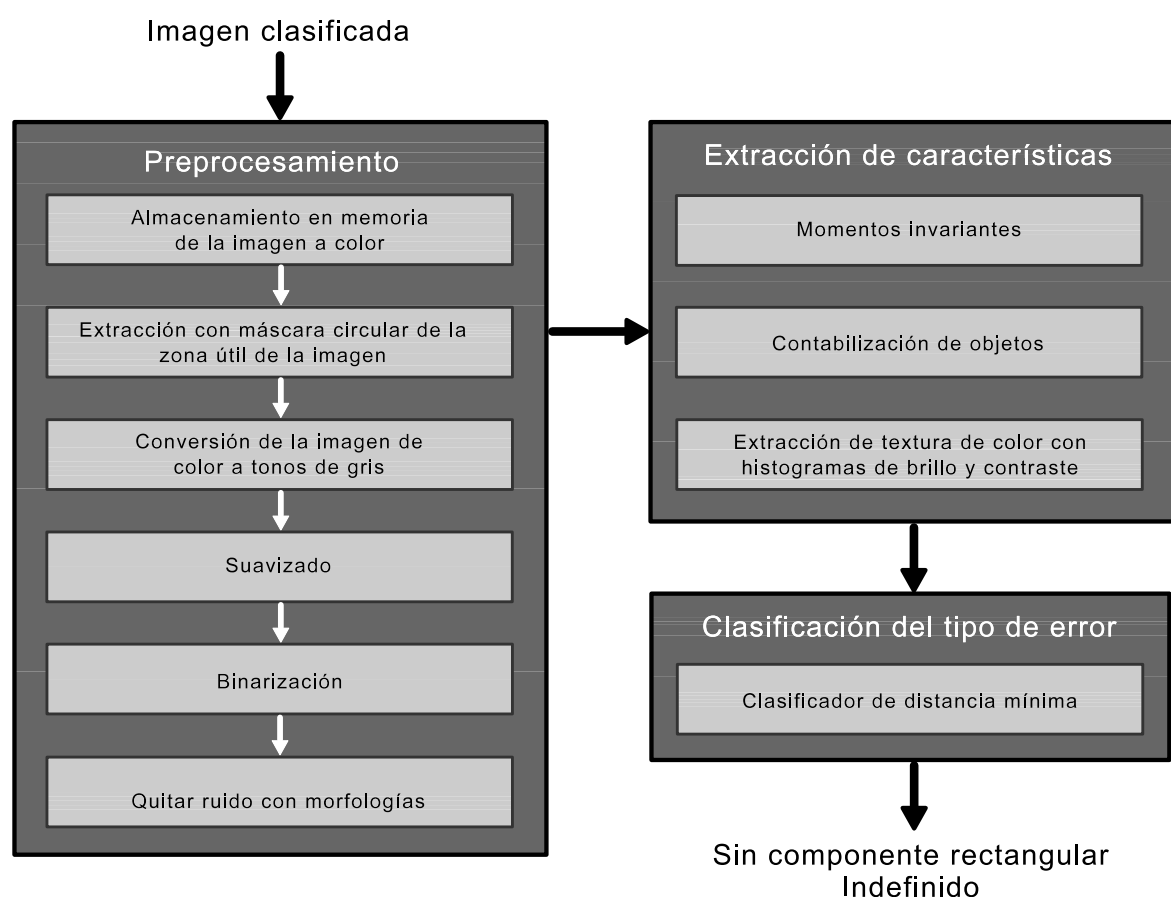 Imagen clasificada
Preprocesamiento
Almacenamiento en memoria
de la imagen a color
Extracción con máscara circular de la
zona útil de la imagen
Conversión de la imagen de
color a tonos de gris
Suavizado
Binarización
Quitar ruido con morfologías
Extracción de característícas
Momentos invariantes
Contabilización de objetos
Extracción de textura de color con
histogramas de brillo y contraste
Clasificación del tipo de error
Clasificador de distancia mínima
Sin componente rectangular
Indefinido